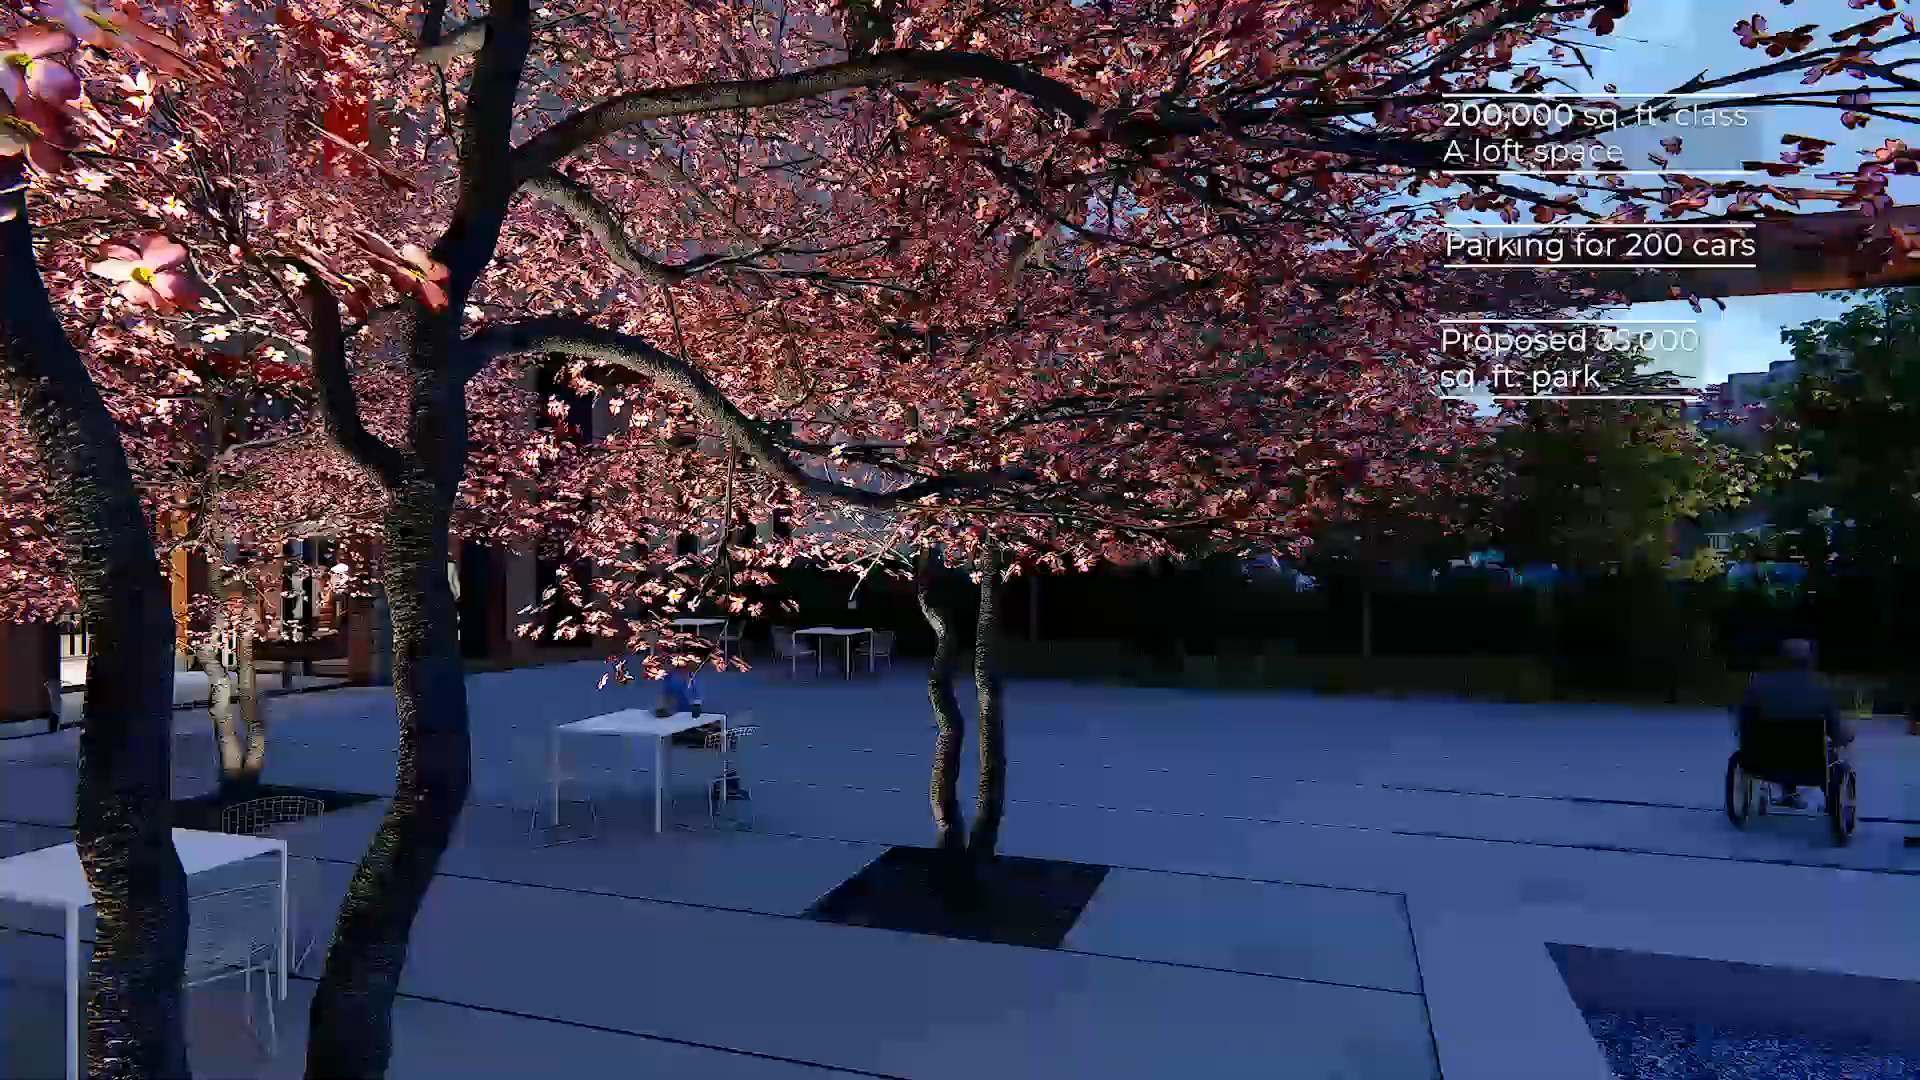 200,000 sq. ft. class
A loft space
Parking for 200 cars
Proposed 35,000
sq. ft. park